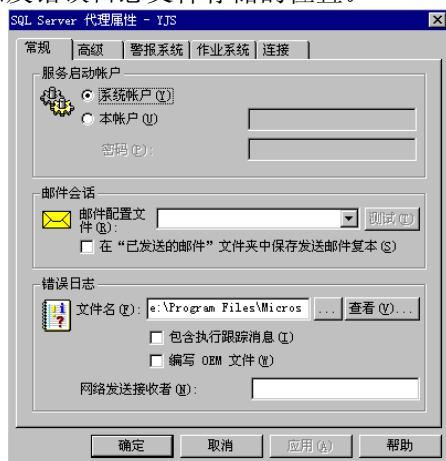 SQL Server 代理属性 - YJS
常规 高级 警报系统 作业系统 连接
服务启动帐户
系统帐户(Y)
本帐户(U)
密码(P):
邮件会话
邮件配置文件(R):
测试(T)
在“已发送的邮件”文件夹中保存发送邮件复本(S)
错误日志
文件名(F): e:\Program Files\Micros ... 查看(V)...
包含执行跟踪消息(I)
编写 OEM 文件(W)
网络发送接收者(N):
确定 取消 应用(A) 帮助